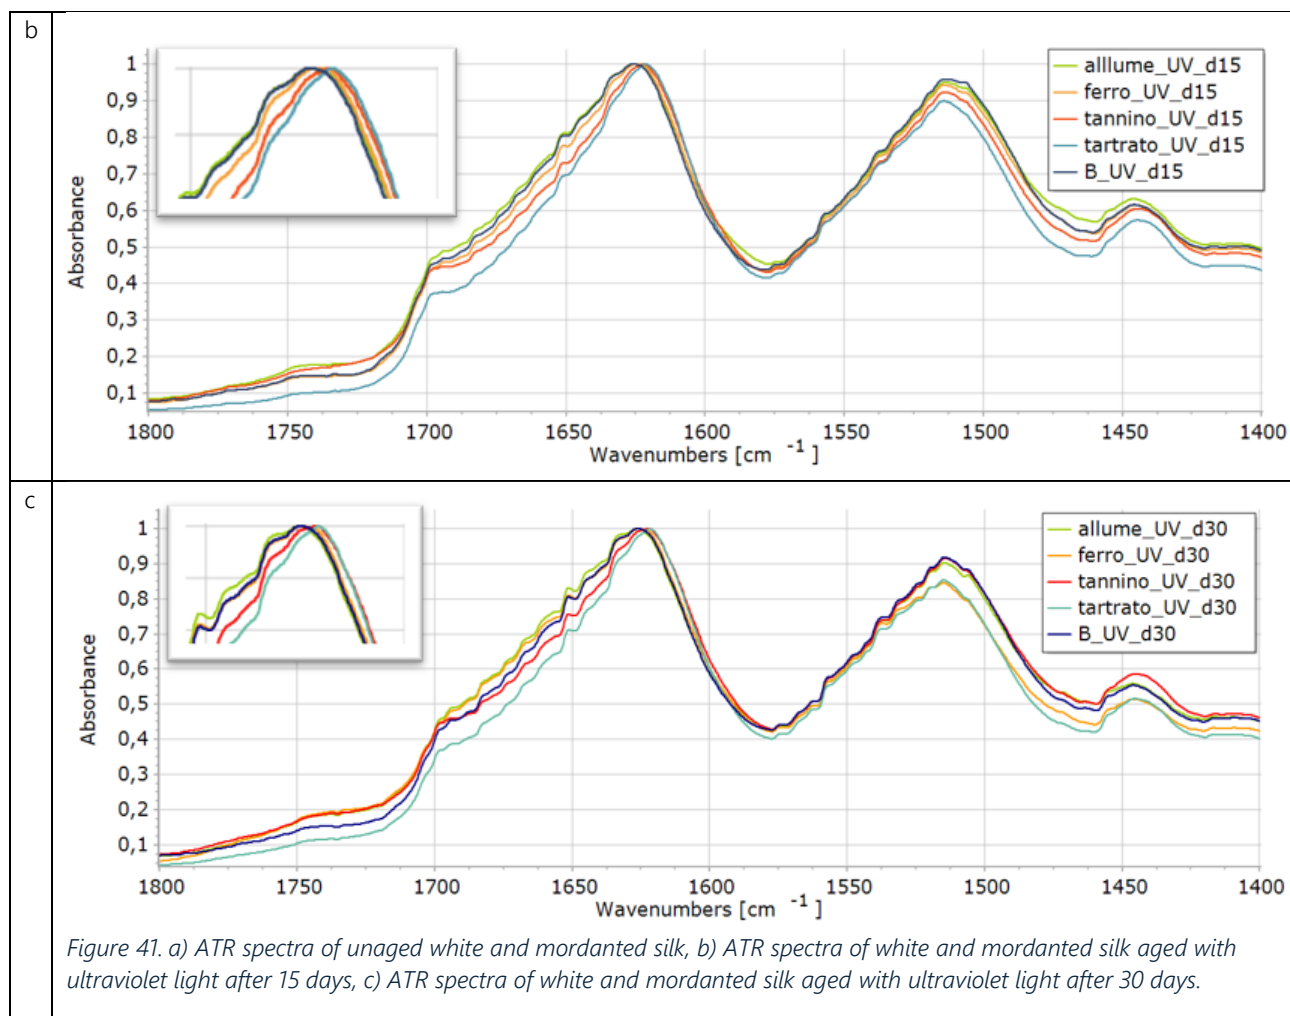 b
1
0,9
0,8
0,7
0,6
0,5
0,4
0,3
0,2
0,1
Absorbance
alllume_UV_d15
ferro_UV_d15
tannino_UV_d15
tartrato_UV_d15
B_UV_d15
1800 1750 1700 1650 1600 1550 1500 1450 1400
Wavenumbers [cm -1 ]
c
1
0,9
0,8
0,7
0,6
0,5
0,4
0,3
0,2
0,1
Absorbance
allume_UV_d30
ferro_UV_d30
tannino_UV_d30
tartrato_UV_d30
B_UV_d30
1800 1750 1700 1650 1600 1550 1500 1450 1400
Wavenumbers [cm -1 ]
Figure 41. a) ATR spectra of unaged white and mordanted silk, b) ATR spectra of white and mordanted silk aged with
ultraviolet light after 15 days, c) ATR spectra of white and mordanted silk aged with ultraviolet light after 30 days.